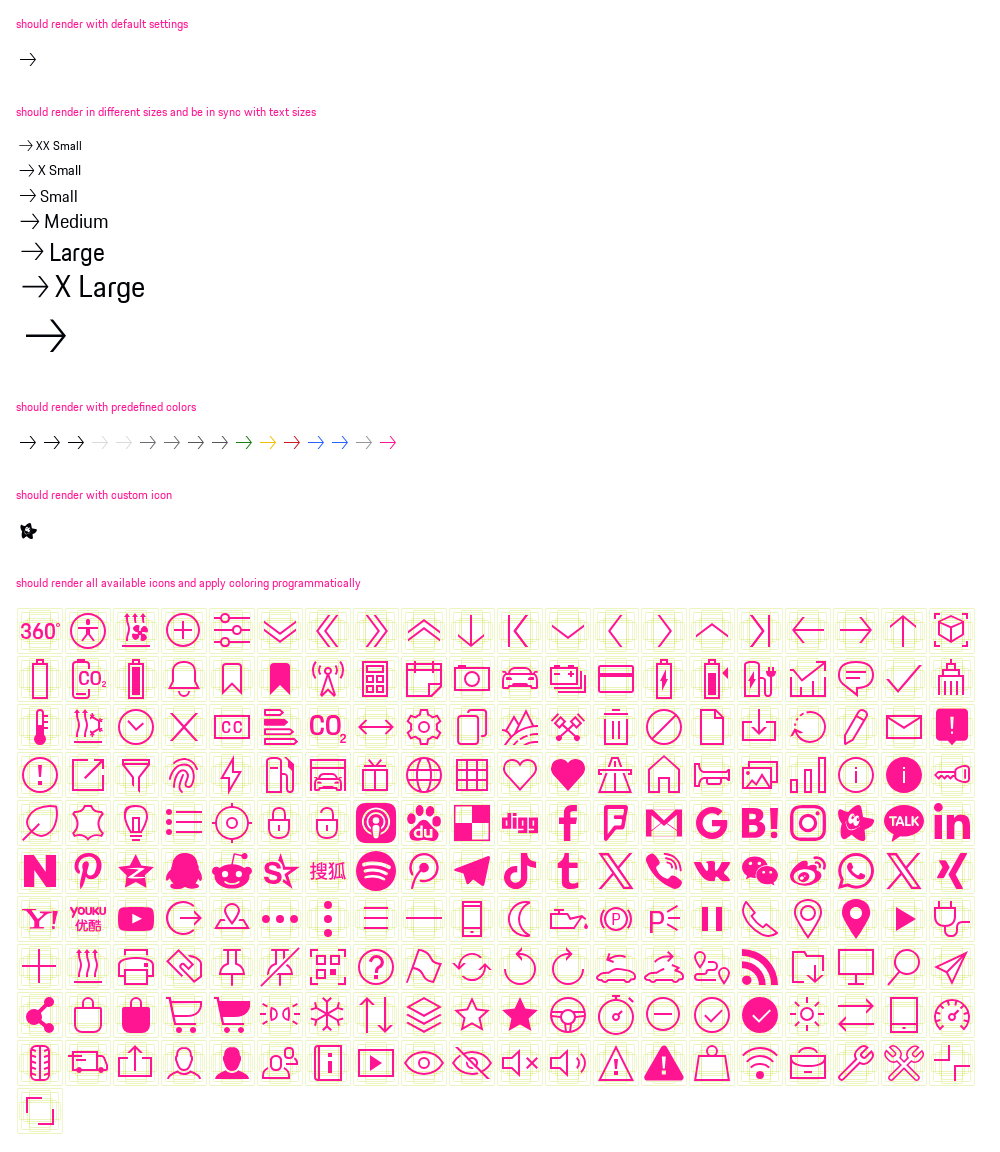 should render with default settings
should render in different sizes and be in sync with text sizes
XX Small
X Small
Small
Medium
Large
X Large
should render with predefined colors
should render with custom icon
should render all available icons and apply coloring programmatically
360°
CO2
CC
CO2
du
digg
f
G
B!
TALK
in
N
t
搜狐
Y!
YOUKU
优酷
P
P